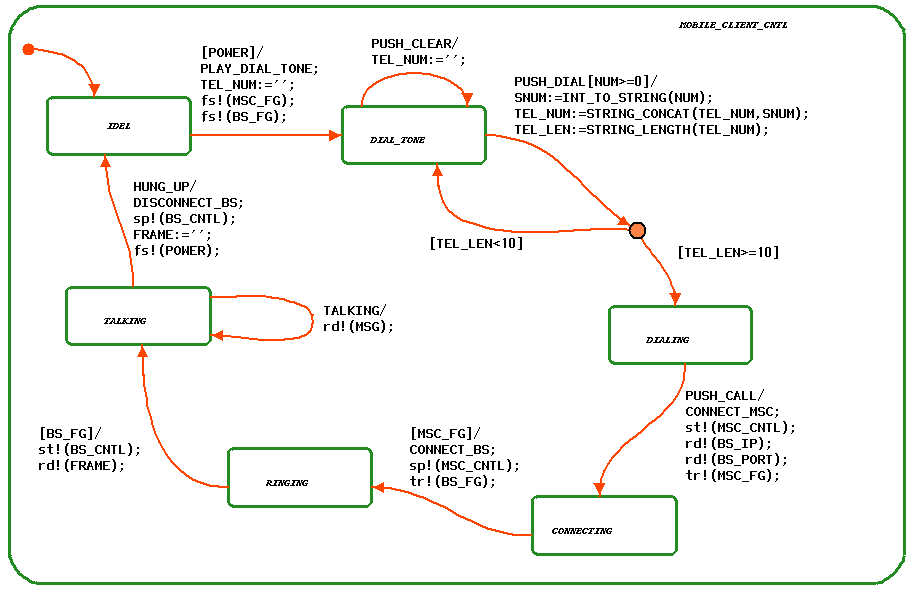 MOBILE_CLIENT_CNTL
[POWER]/
PLAY_DIAL_TONE;
TEL_NUM:='';
fs!(MSC_FG);
fs!(BS_FG);
PUSH_CLEAR/
TEL_NUM:='';
PUSH_DIAL[NUM>=0]/
SNUM:=INT_TO_STRING(NUM);
TEL_NUM:=STRING_CONCAT(TEL_NUM,SNUM);
TEL_LEN:=STRING_LENGTH(TEL_NUM);
IDEL
DIAL_TONE
HUNG_UP/
DISCONNECT_BS;
sp!(BS_CNTL);
FRAME:='';
fs!(POWER);
[TEL_LEN<10]
[TEL_LEN>=10]
TALKING
TALKING/
rd!(MSG);
DIALING
PUSH_CALL/
CONNECT_MSC;
st!(MSC_CNTL);
rd!(BS_IP);
rd!(BS_PORT);
tr!(MSC_FG);
[BS_FG]/
st!(BS_CNTL);
rd!(FRAME);
[MSC_FG]/
CONNECT_BS;
sp!(MSC_CNTL);
tr!(BS_FG);
RINGING
CONNECTING